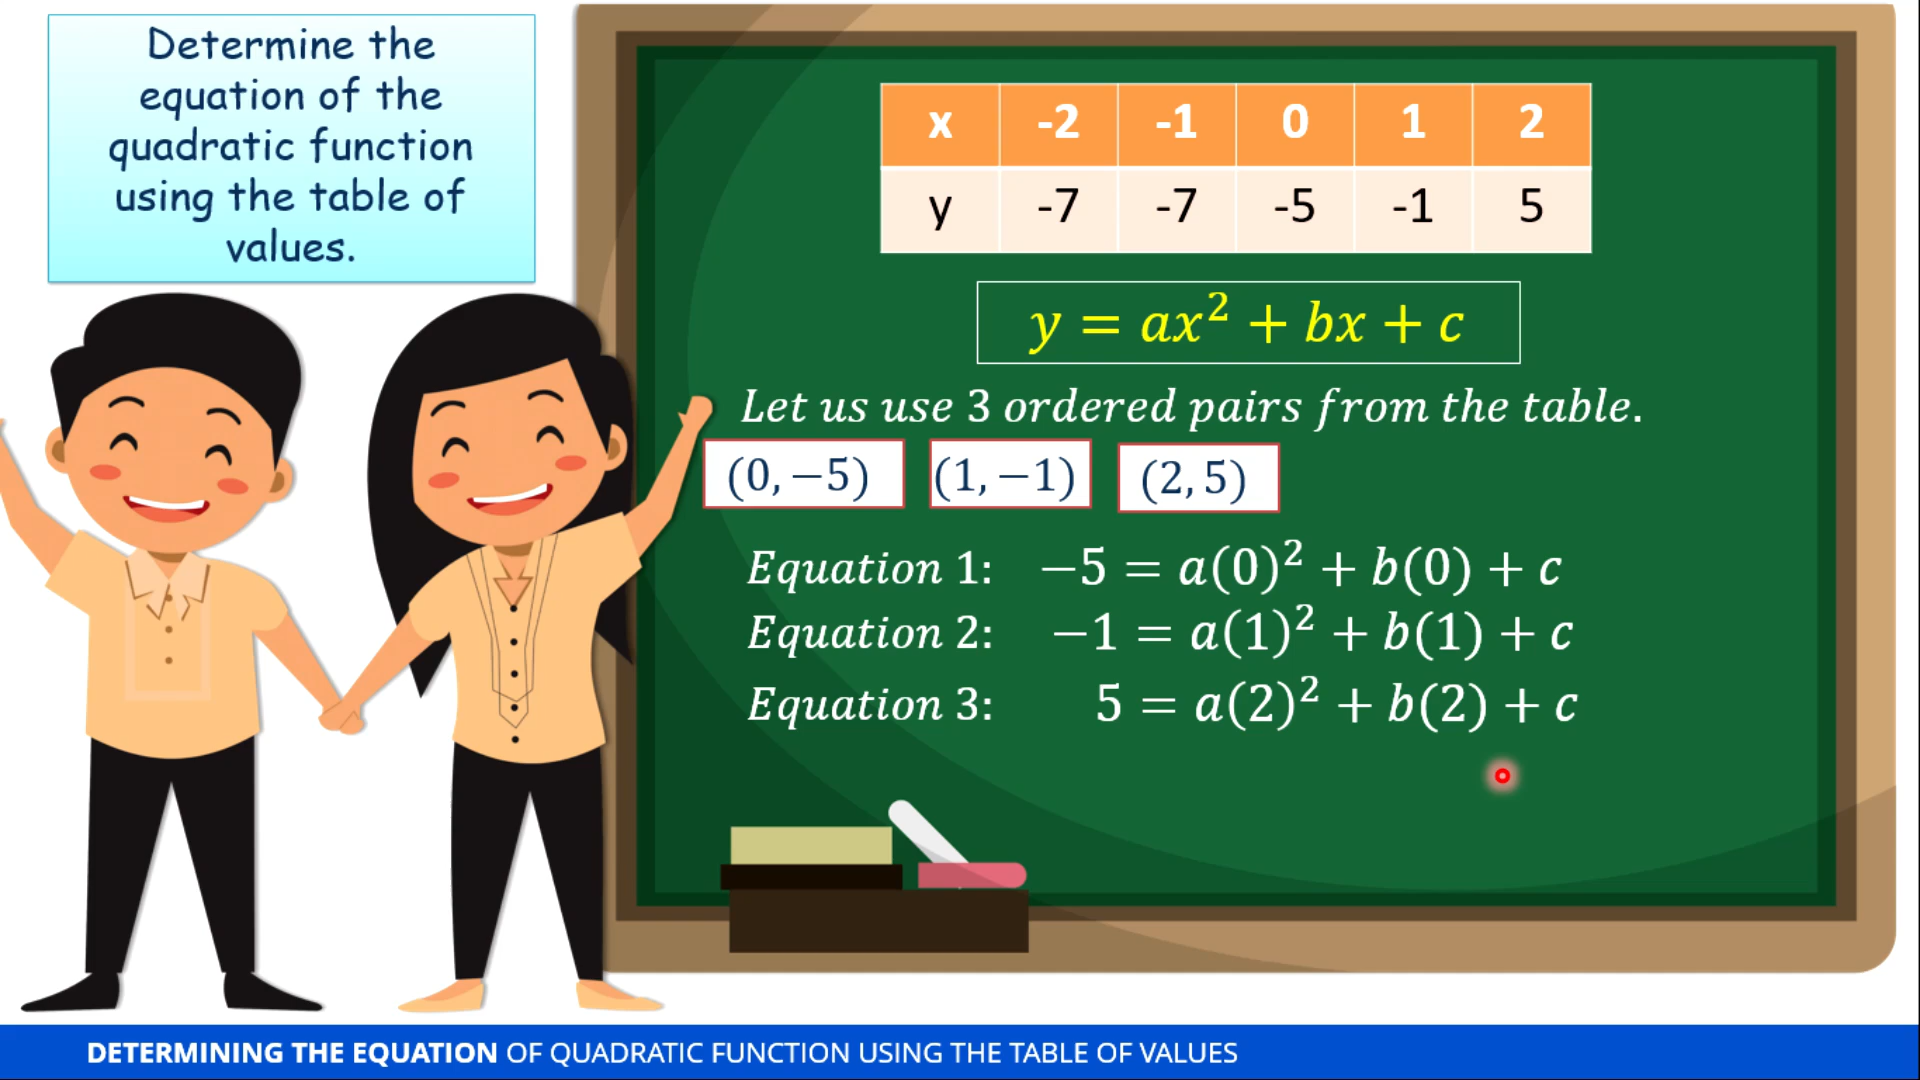 Determine the
equation of the
quadratic function
using the table of
values.
x -2 -1 0 1 2
y -7 -7 -5 -1 5
y = ax² + bx + c
Let us use 3 ordered pairs from the table.
(0, −5) (1, −1) (2, 5)
Equation 1: −5 = a(0)² + b(0) + c
Equation 2: −1 = a(1)² + b(1) + c
Equation 3: 5 = a(2)² + b(2) + c
DETERMINING THE EQUATION OF QUADRATIC FUNCTION USING THE TABLE OF VALUES